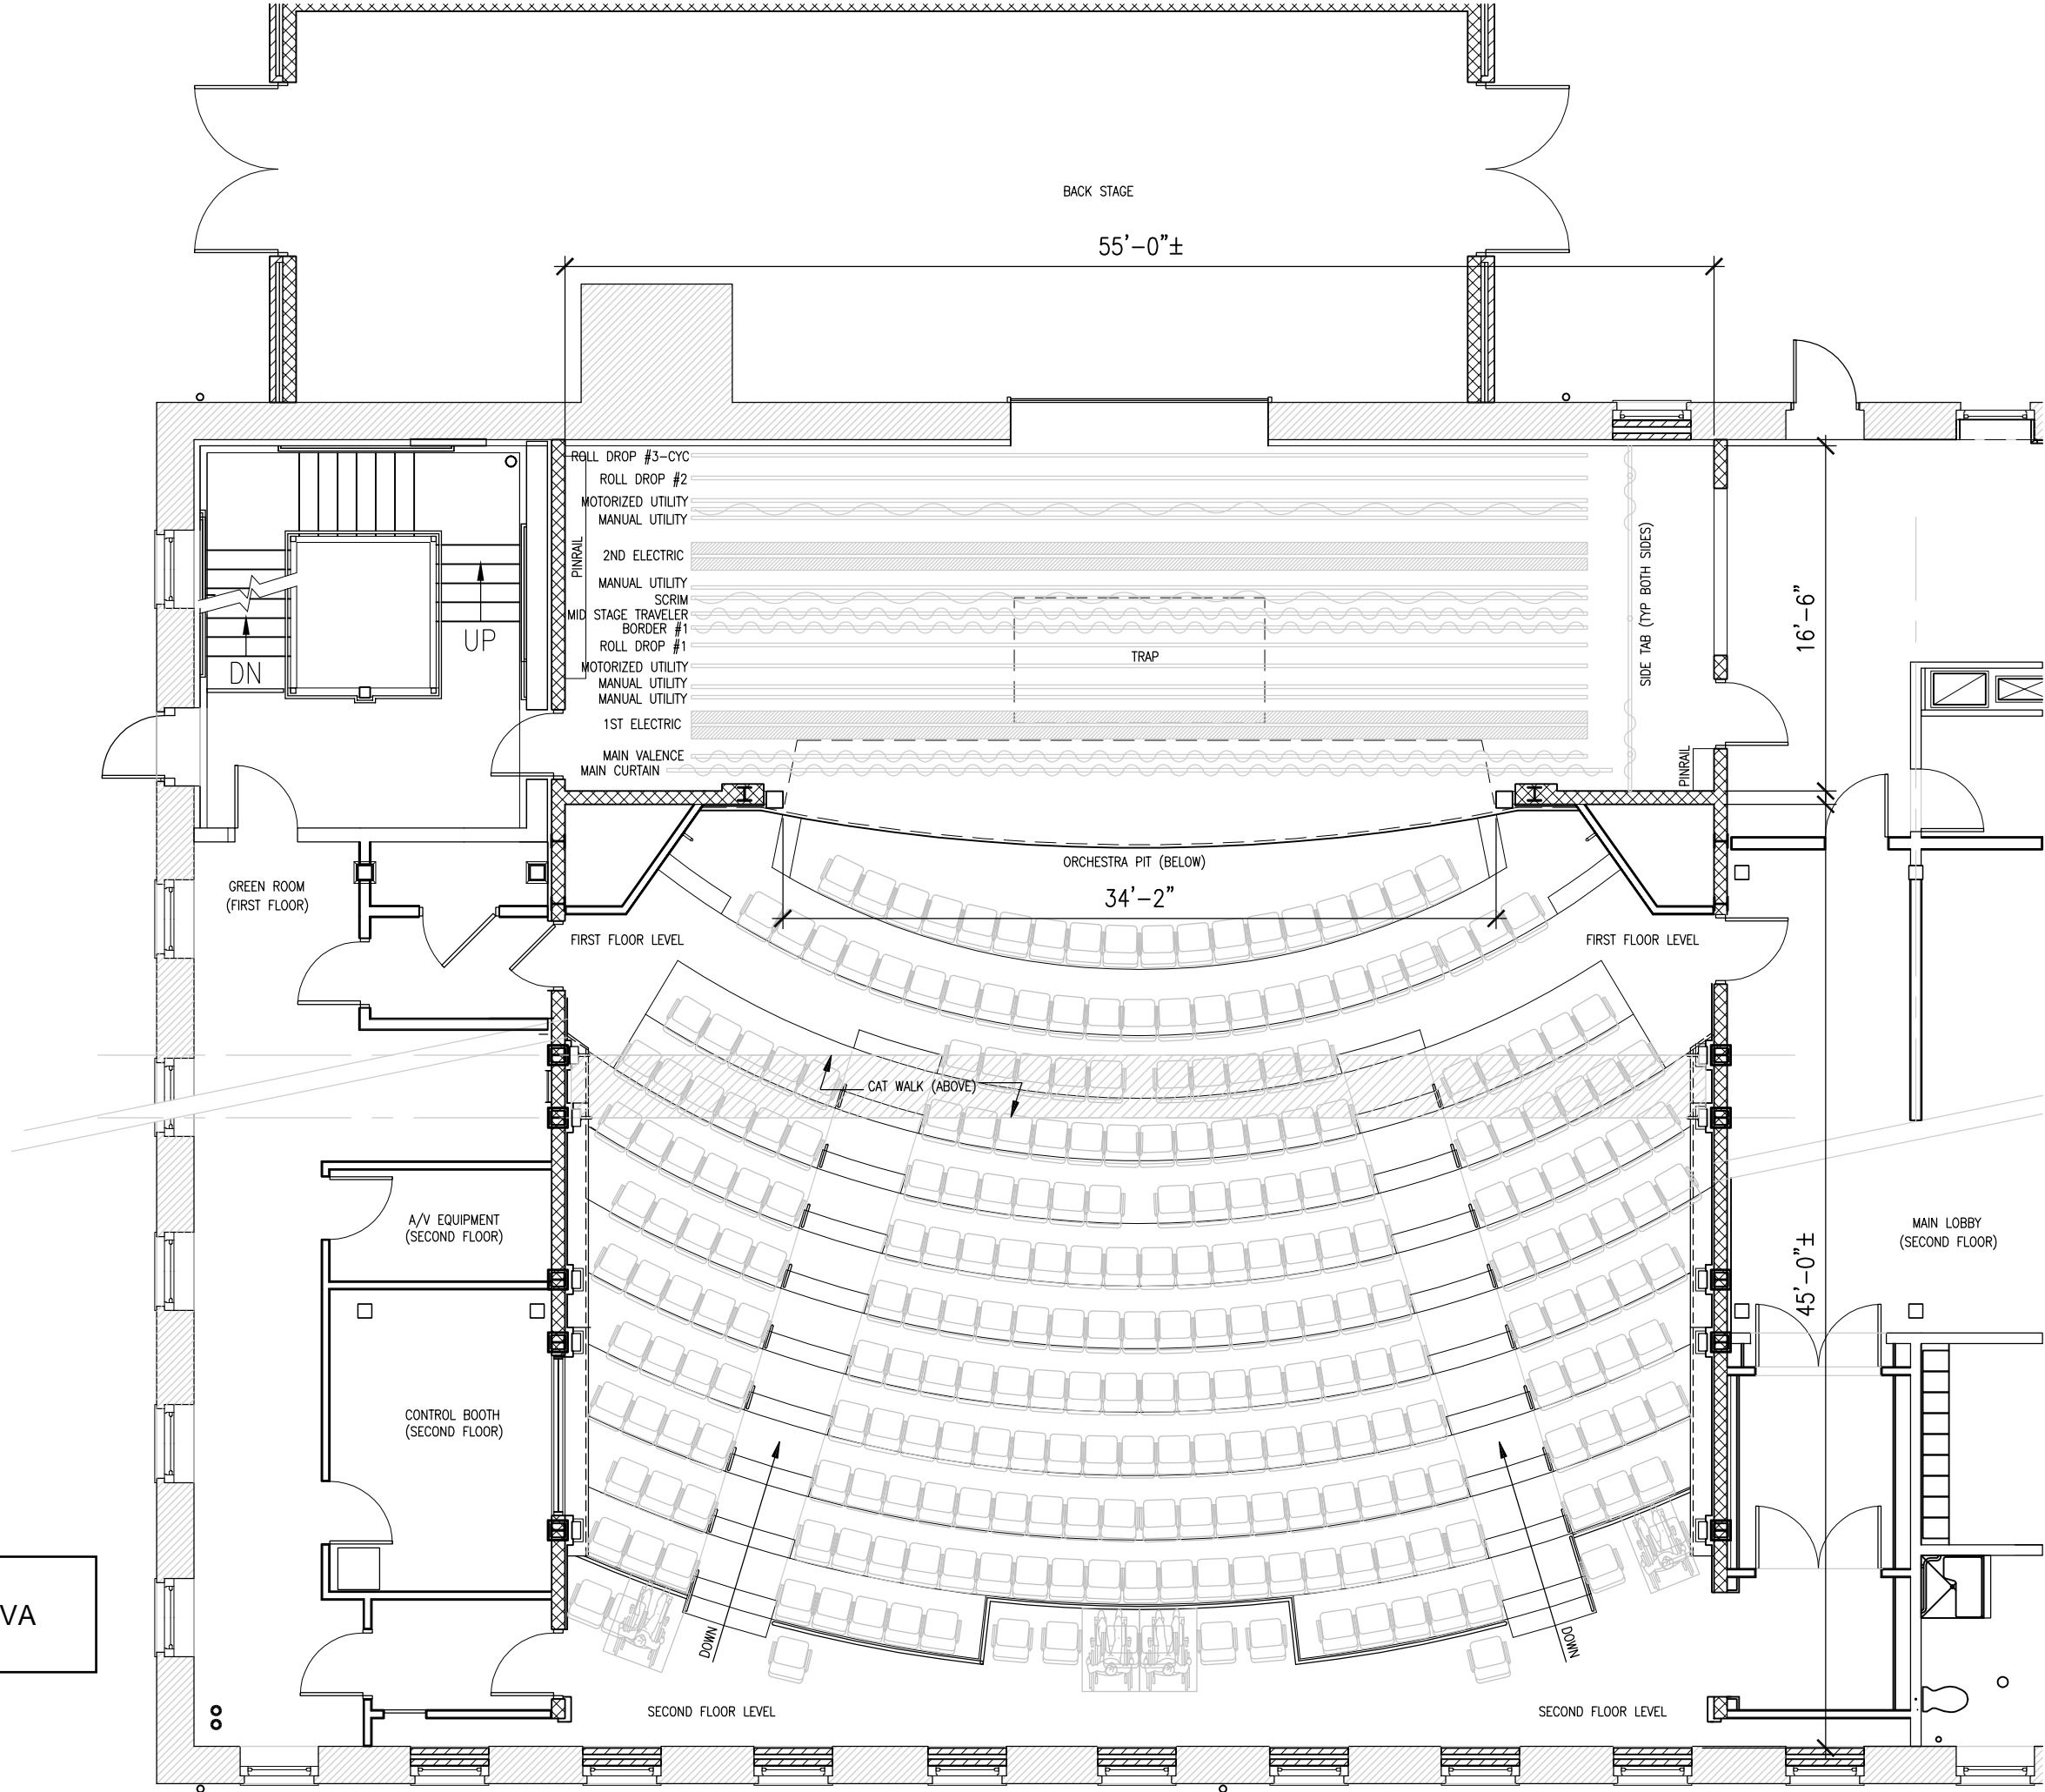 BACK STAGE
55'-0"±
ROLL DROP #3-CYC
ROLL DROP #2
MOTORIZED UTILITY
MANUAL UTILITY
2ND ELECTRIC
MANUAL UTILITY
SCRIM
MID STAGE TRAVELER
BORDER #1
ROLL DROP #1
MOTORIZED UTILITY
MANUAL UTILITY
MANUAL UTILITY
1ST ELECTRIC
MAIN VALENCE
MAIN CURTAIN
PINRAIL
TRAP
SIDE TAB (TYP BOTH SIDES)
PINRAIL
16'-6"
UP
DN
ORCHESTRA PIT (BELOW)
34'-2"
GREEN ROOM
(FIRST FLOOR)
FIRST FLOOR LEVEL
FIRST FLOOR LEVEL
CAT WALK (ABOVE)
A/V EQUIPMENT
(SECOND FLOOR)
MAIN LOBBY
(SECOND FLOOR)
45'-0"±
CONTROL BOOTH
(SECOND FLOOR)
VA
DOWN
DOWN
SECOND FLOOR LEVEL
SECOND FLOOR LEVEL